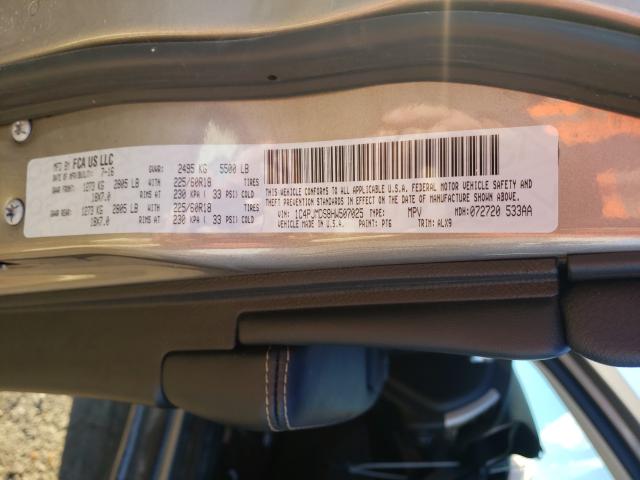 MFD BY FCA US LLC
DATE OF MFR 7-16
GVWR: 2495 KG 5500 LB
GAWR FRONT: 1273 KG 2805 LB WITH 225/60R18 TIRES
18X7.0 RIMS AT 230 KPA ( 33 PSI) COLD
GAWR REAR: 1273 KG 2805 LB WITH 225/60R18 TIRES
18X7.0 RIMS AT 230 KPA ( 33 PSI) COLD
THIS VEHICLE CONFORMS TO ALL APPLICABLE U.S.A. FEDERAL MOTOR VEHICLE SAFETY, BUMPER,
AND THEFT PREVENTION STANDARDS IN EFFECT ON THE DATE OF MANUFACTURE SHOWN ABOVE.
VIN: TYPE: MPV MDH: 072720 533AA
VEHICLE MADE IN U.S.A. PAINT: PTG TRIM: ALX9